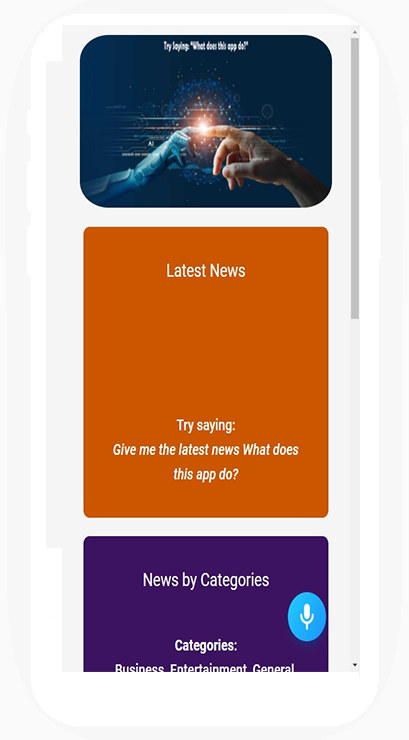 Try Saying: "What does this app do?"
AI
Latest News
Try saying:
Give me the latest news What does
this app do?
News by Categories
Categories:
Business, Entertainment, General,